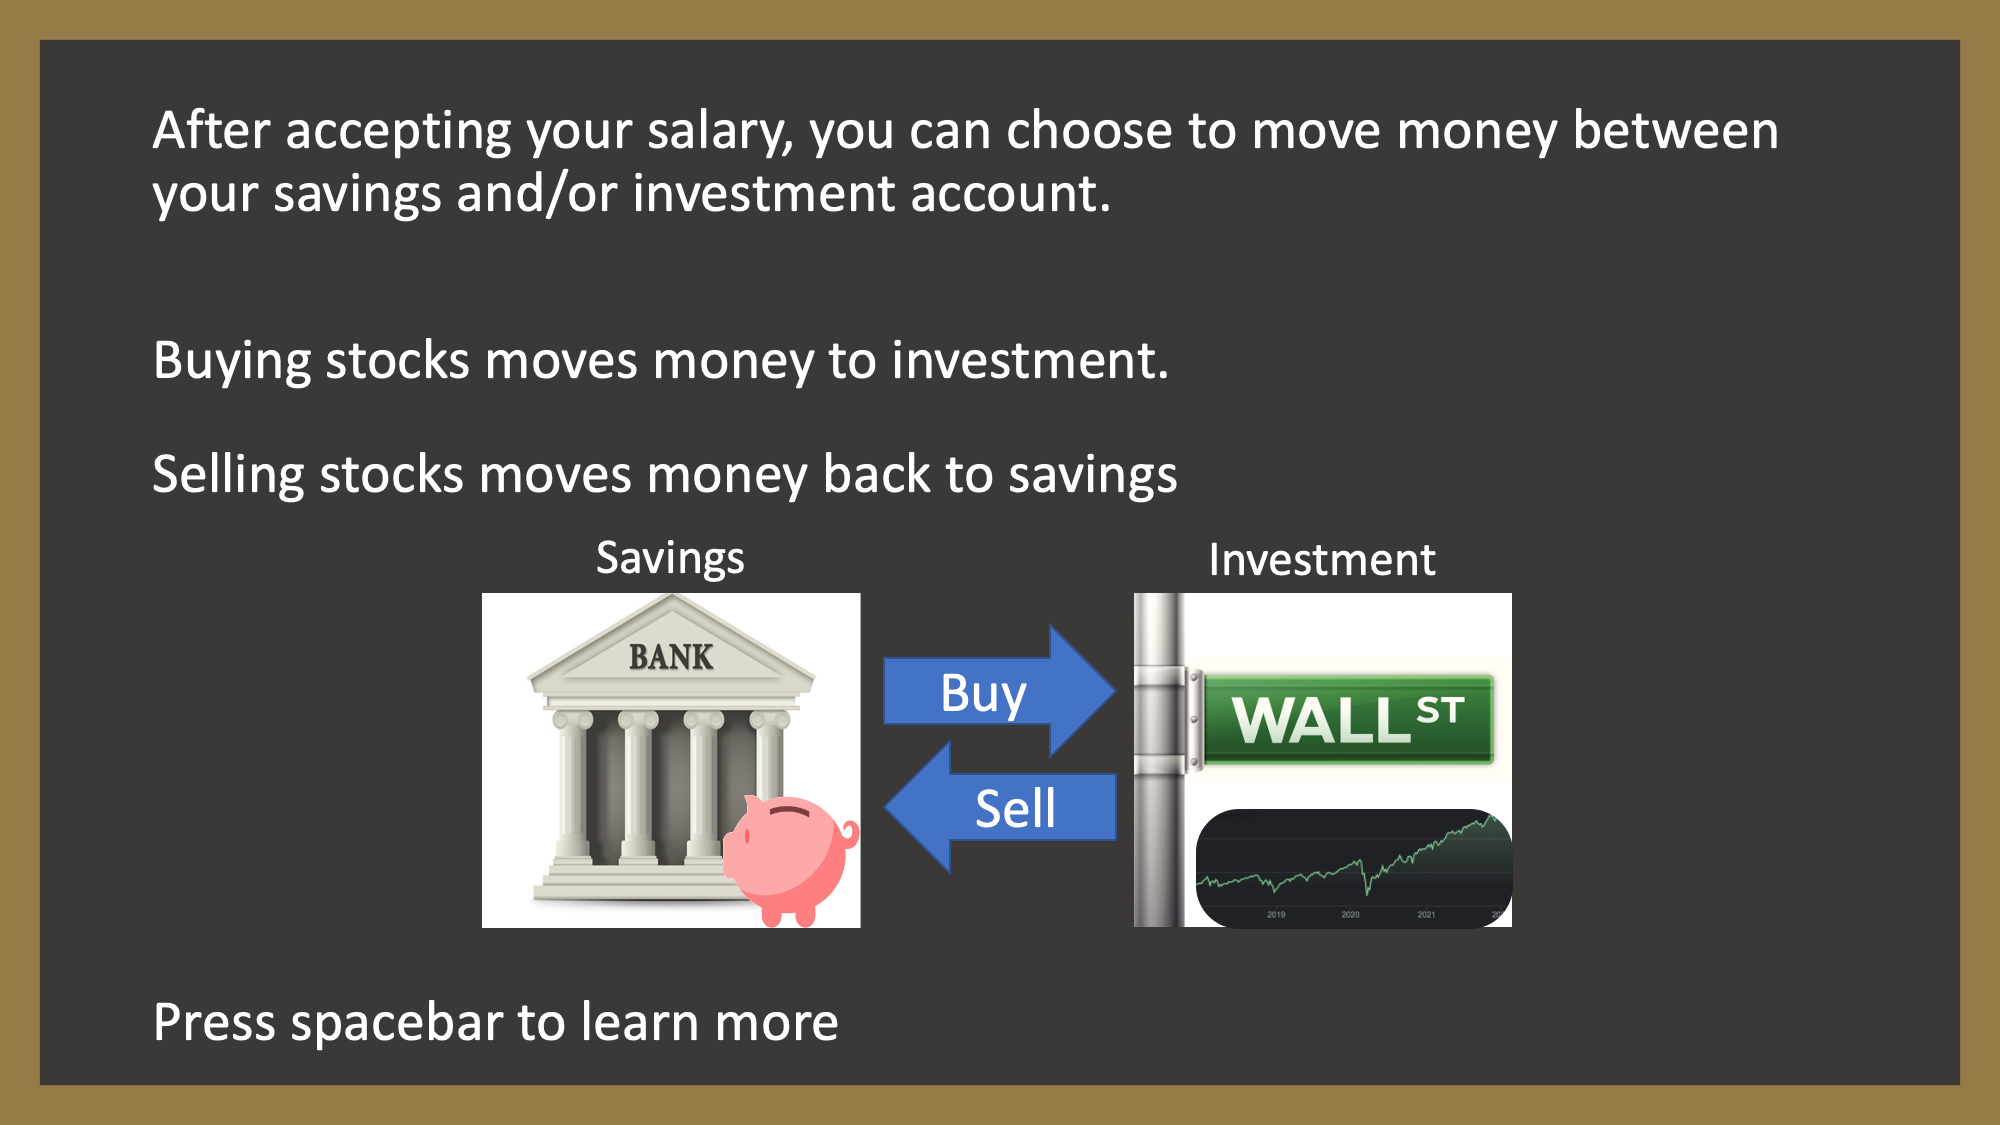 After accepting your salary, you can choose to move money between
your savings and/or investment account.
Buying stocks moves money to investment.
Selling stocks moves money back to savings
Savings
Investment
BANK
Buy
WALL ST
Sell
2019 2020 2021
Press spacebar to learn more